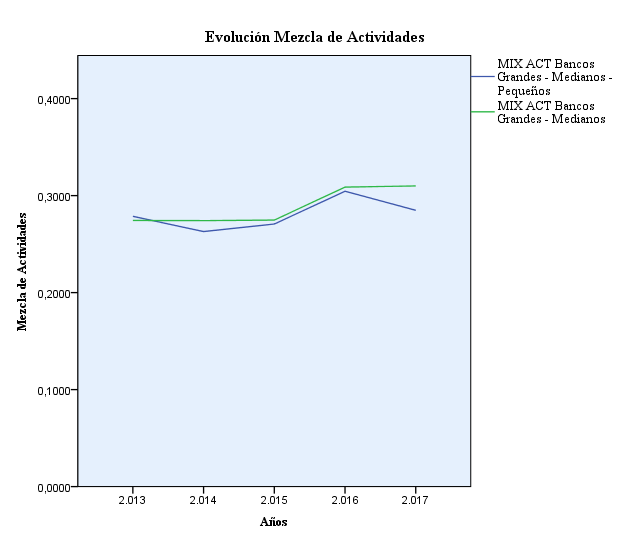 Evolución Mezcla de Actividades
MIX ACT Bancos
Grandes - Medianos -
Pequeños
MIX ACT Bancos
Grandes - Medianos
Mezcla de Actividades
0,4000
0,3000
0,2000
0,1000
0,0000
2.013 2.014 2.015 2.016 2.017
Años